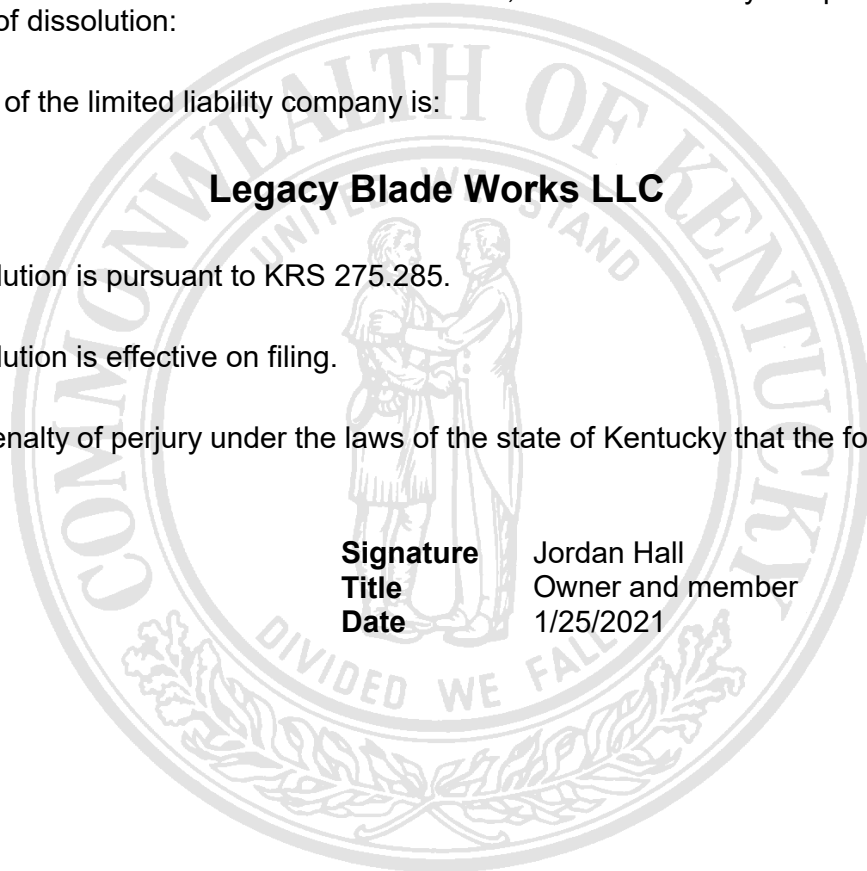 of dissolution:
of the limited liability company is:
Legacy Blade Works LLC
ution is pursuant to KRS 275.285.
ution is effective on filing.
enalty of perjury under the laws of the state of Kentucky that the fo
Signature Jordan Hall
Title Owner and member
Date 1/25/2021
COMMONWEALTH OF KENTUCKY
UNITED WE STAND
DIVIDED WE FALL